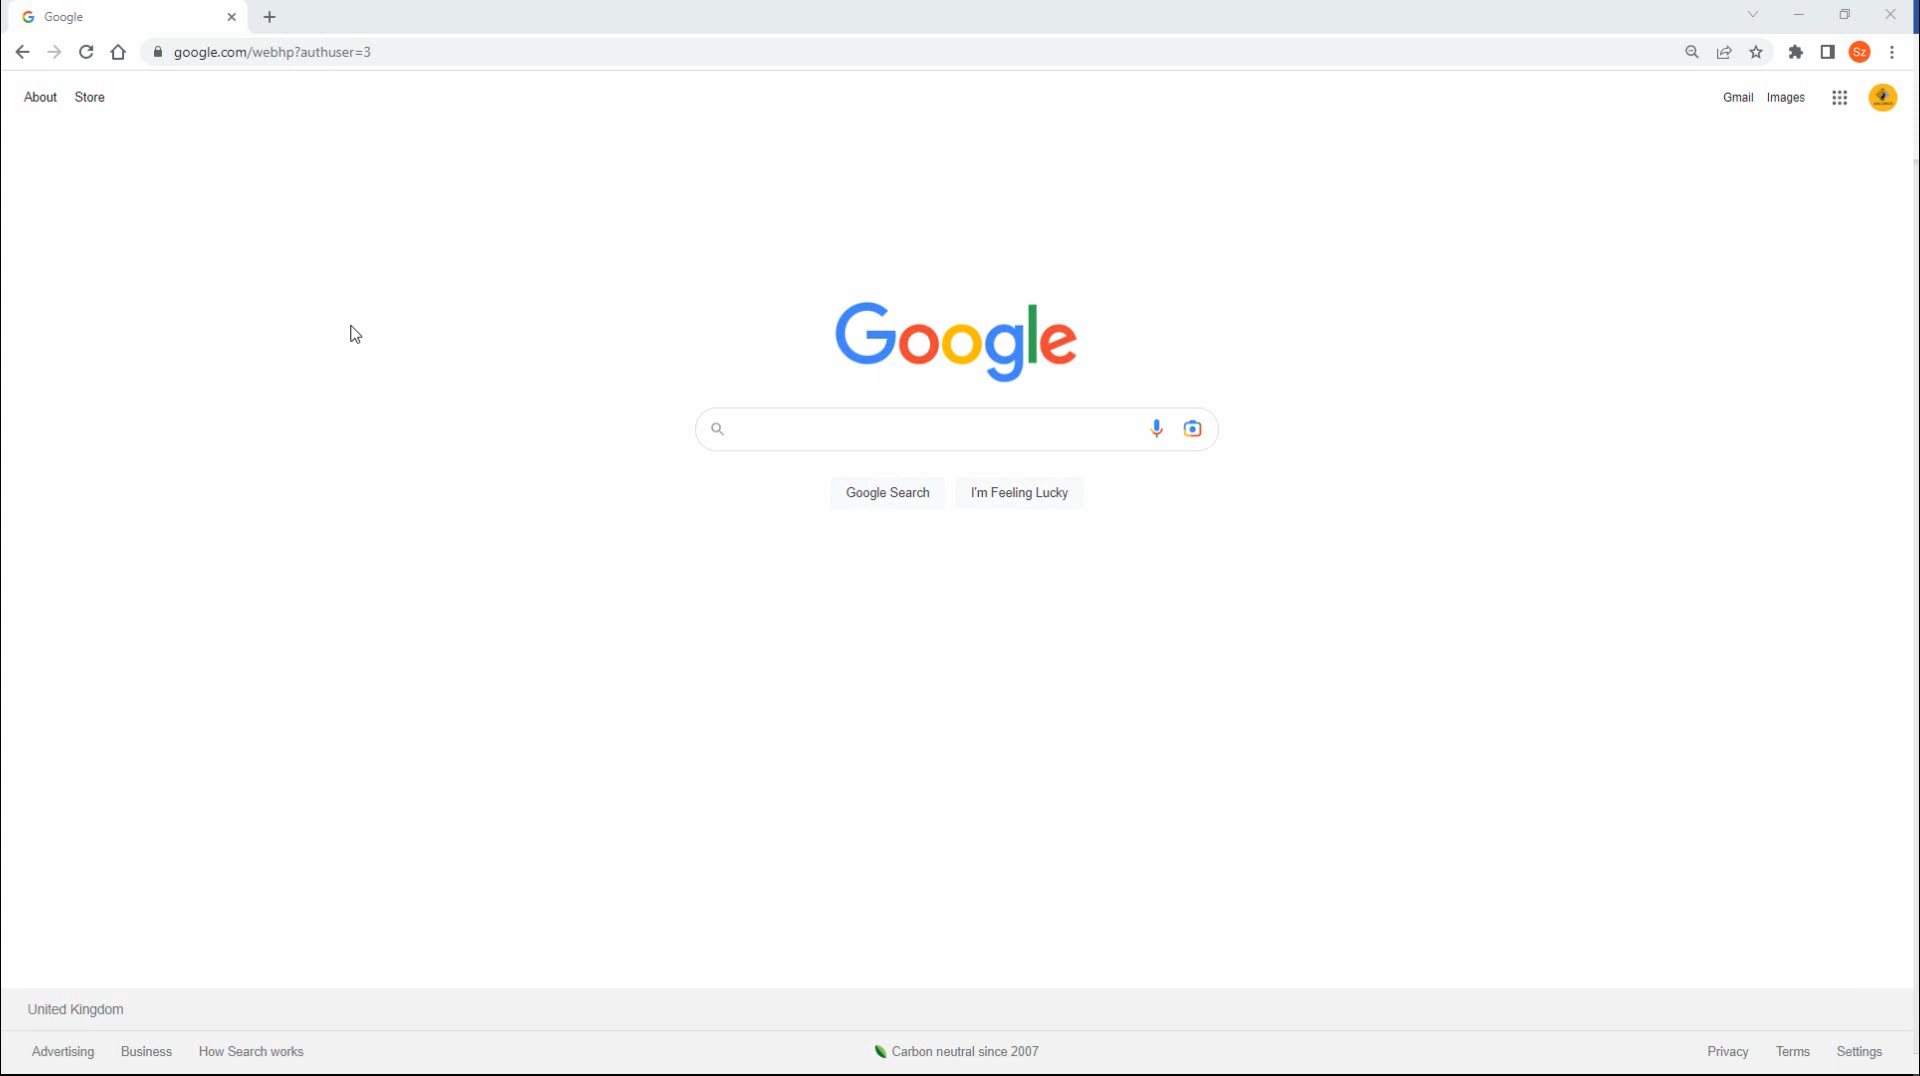 Google
google.com/webhp?authuser=3
Sz
About Store
Gmail Images
Google
Google Search I'm Feeling Lucky
United Kingdom
Advertising Business How Search works
Carbon neutral since 2007
Privacy Terms Settings